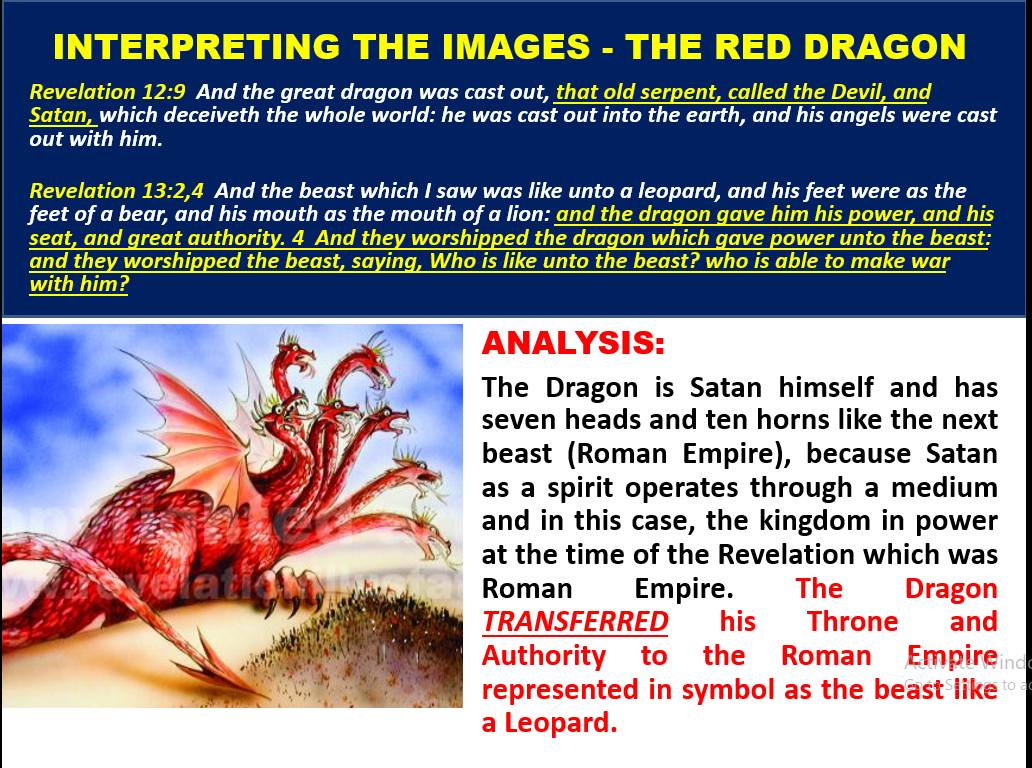 INTERPRETING THE IMAGES - THE RED DRAGON
Revelation 12:9 And the great dragon was cast out, that old serpent, called the Devil, and
Satan, which deceiveth the whole world: he was cast out into the earth, and his angels were cast
out with him.
Revelation 13:2,4 And the beast which I saw was like unto a leopard, and his feet were as the
feet of a bear, and his mouth as the mouth of a lion: and the dragon gave him his power, and his
seat, and great authority. 4 And they worshipped the dragon which gave power unto the beast:
and they worshipped the beast, saying, Who is like unto the beast? who is able to make war
with him?
ANALYSIS:
The Dragon is Satan himself and has
seven heads and ten horns like the next
beast (Roman Empire), because Satan
as a spirit operates through a medium
and in this case, the kingdom in power
at the time of the Revelation which was
Roman Empire. The Dragon
TRANSFERRED his Throne and
Authority to the Roman Empire
represented in symbol as the beast like
a Leopard.